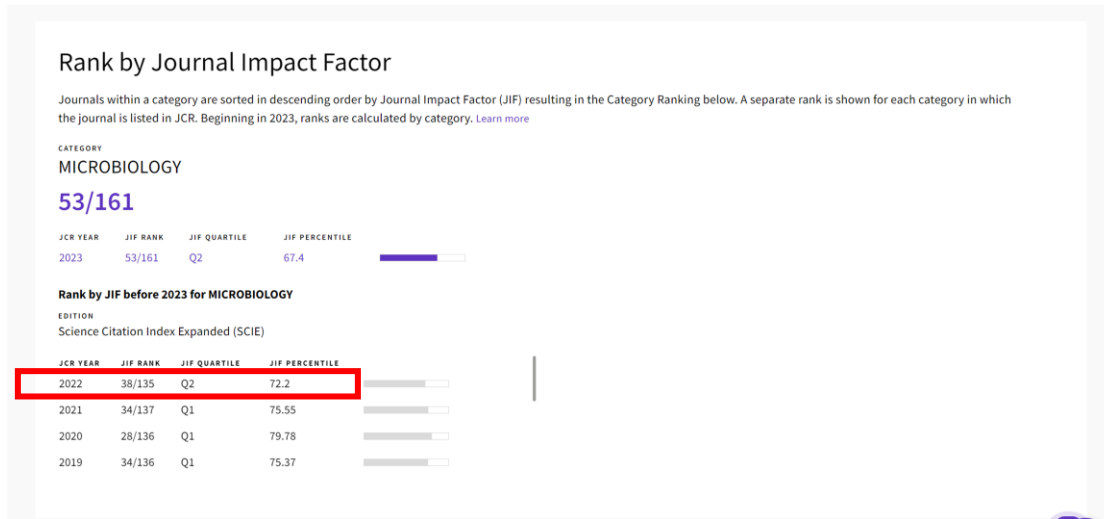 Rank by Journal Impact Factor
Journals within a category are sorted in descending order by Journal Impact Factor (JIF) resulting in the Category Ranking below. A separate rank is shown for each category in which
the journal is listed in JCR. Beginning in 2023, ranks are calculated by category. Learn more
CATEGORY
MICROBIOLOGY
53/161
JCR YEAR JIF RANK JIF QUARTILE JIF PERCENTILE
2023 53/161 Q2 67.4
Rank by JIF before 2023 for MICROBIOLOGY
EDITION
Science Citation Index Expanded (SCIE)
JCR YEAR JIF RANK JIF QUARTILE JIF PERCENTILE
2022 38/135 Q2 72.2
2021 34/137 Q1 75.55
2020 28/136 Q1 79.78
2019 34/136 Q1 75.37